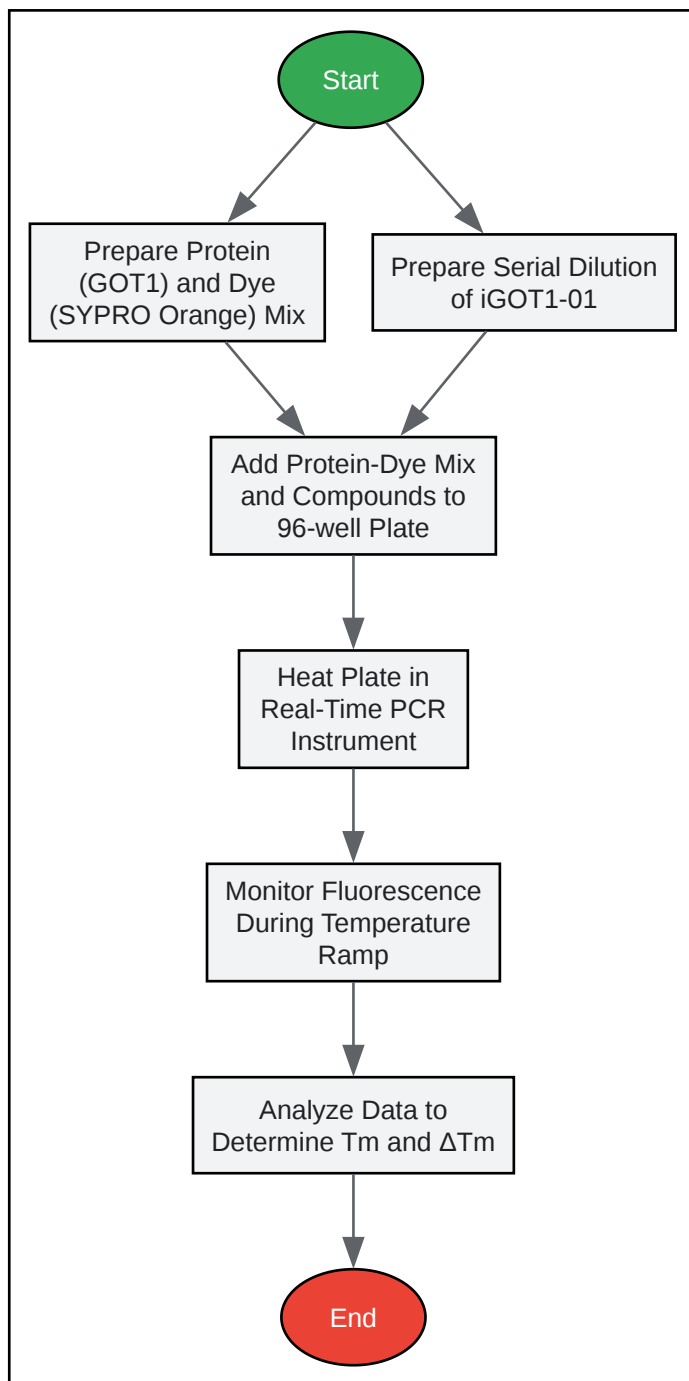 Start
Prepare Protein
(GOT1) and Dye
(SYPRO Orange) Mix
Prepare Serial Dilution
of iGOT1-01
Add Protein-Dye Mix
and Compounds to
96-well Plate
Heat Plate in
Real-Time PCR
Instrument
Monitor Fluorescence
During Temperature
Ramp
Analyze Data to
Determine Tm and ΔTm
End